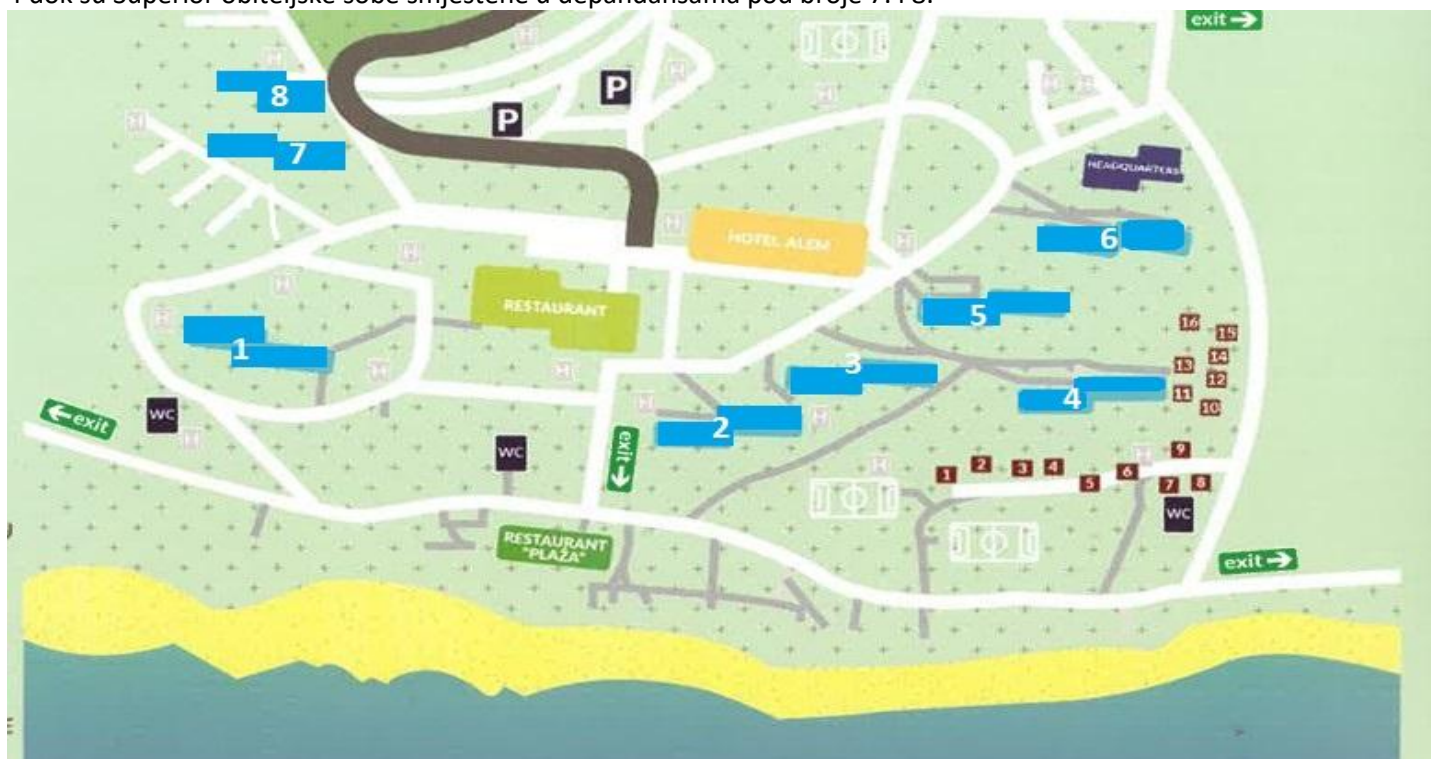 exit →
8
P
P
7
HEADQUARTERS
HOTEL ALEM
6
RESTAURANT
5
16
15
1
3
14
13
12
4
11
10
WC
← exit
2
exit →
WC
9
1
2
3
4
5
6
7
8
WC
RESTAURANT
"PLAŽA"
exit →